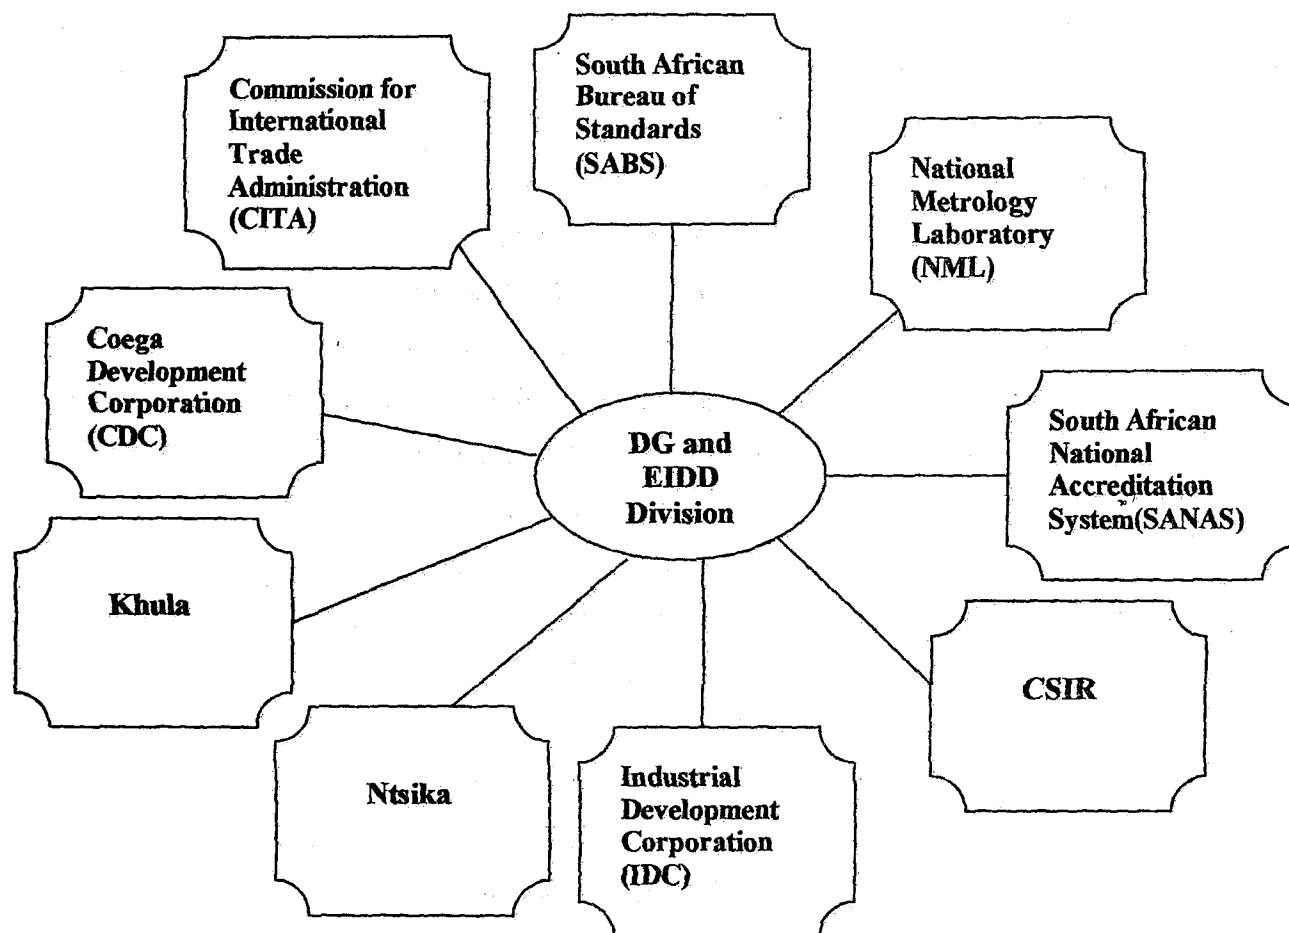 Commission for
International
Trade
Administration
(CITA)
South African
Bureau of
Standards
(SABS)
National
Metrology
Laboratory
(NML)
Coega
Development
Corporation
(CDC)
DG and
EIDD
Division
South African
National
Accreditation
System(SANAS)
Khula
CSIR
Ntsika
Industrial
Development
Corporation
(IDC)